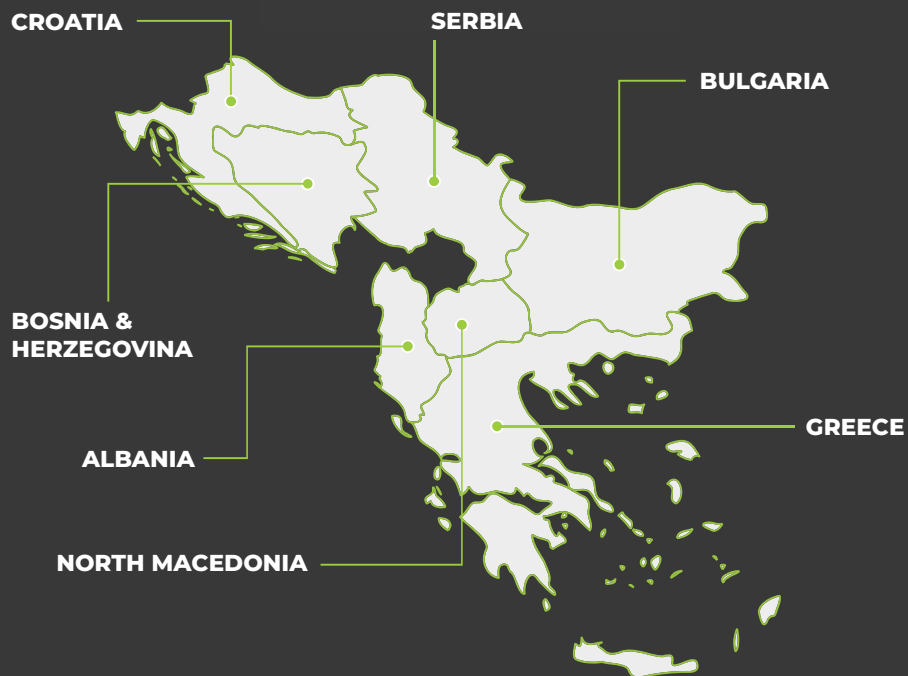 CROATIA
SERBIA
BULGARIA
BOSNIA &
HERZEGOVINA
ALBANIA
GREECE
NORTH MACEDONIA